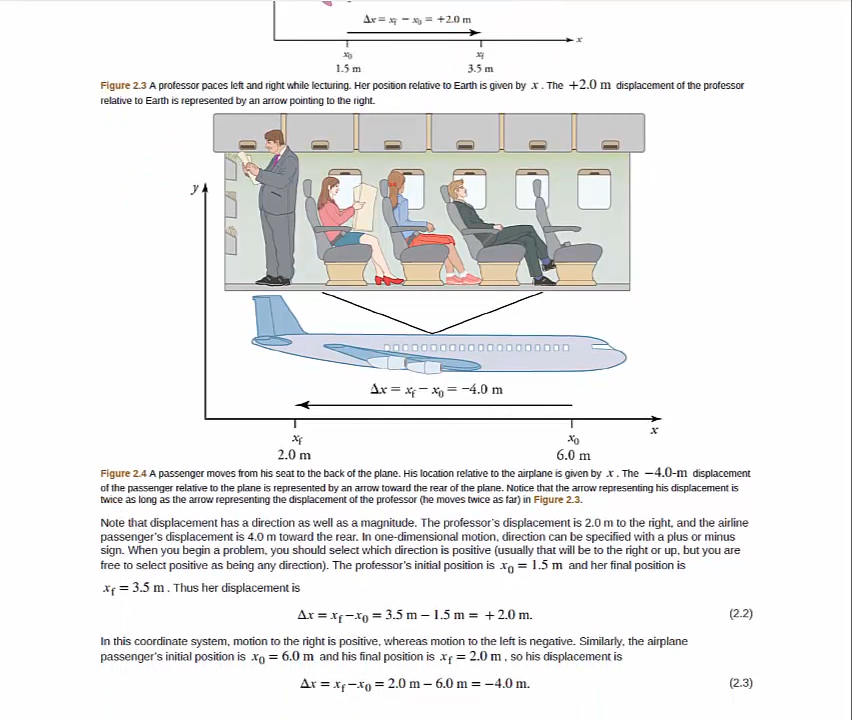 Δx = xf − x0 = +2.0 m
x
x0 xf
1.5 m 3.5 m
Figure 2.3 A professor paces left and right while lecturing. Her position relative to Earth is given by x . The +2.0 m displacement of the professor
relative to Earth is represented by an arrow pointing to the right.
y
Δx = xf − x0 = −4.0 m
x
xf x0
2.0 m 6.0 m
Figure 2.4 A passenger moves from his seat to the back of the plane. His location relative to the airplane is given by x . The −4.0-m displacement
of the passenger relative to the plane is represented by an arrow toward the rear of the plane. Notice that the arrow representing his displacement is
twice as long as the arrow representing the displacement of the professor (he moves twice as far) in Figure 2.3.
Note that displacement has a direction as well as a magnitude. The professor's displacement is 2.0 m to the right, and the airline
passenger's displacement is 4.0 m toward the rear. In one-dimensional motion, direction can be specified with a plus or minus
sign. When you begin a problem, you should select which direction is positive (usually that will be to the right or up, but you are
free to select positive as being any direction). The professor's initial position is x0 = 1.5 m and her final position is
xf = 3.5 m . Thus her displacement is
Δx = xf −x0 = 3.5 m − 1.5 m = + 2.0 m. (2.2)
In this coordinate system, motion to the right is positive, whereas motion to the left is negative. Similarly, the airplane
passenger's initial position is x0 = 6.0 m and his final position is xf = 2.0 m , so his displacement is
Δx = xf −x0 = 2.0 m − 6.0 m = −4.0 m. (2.3)